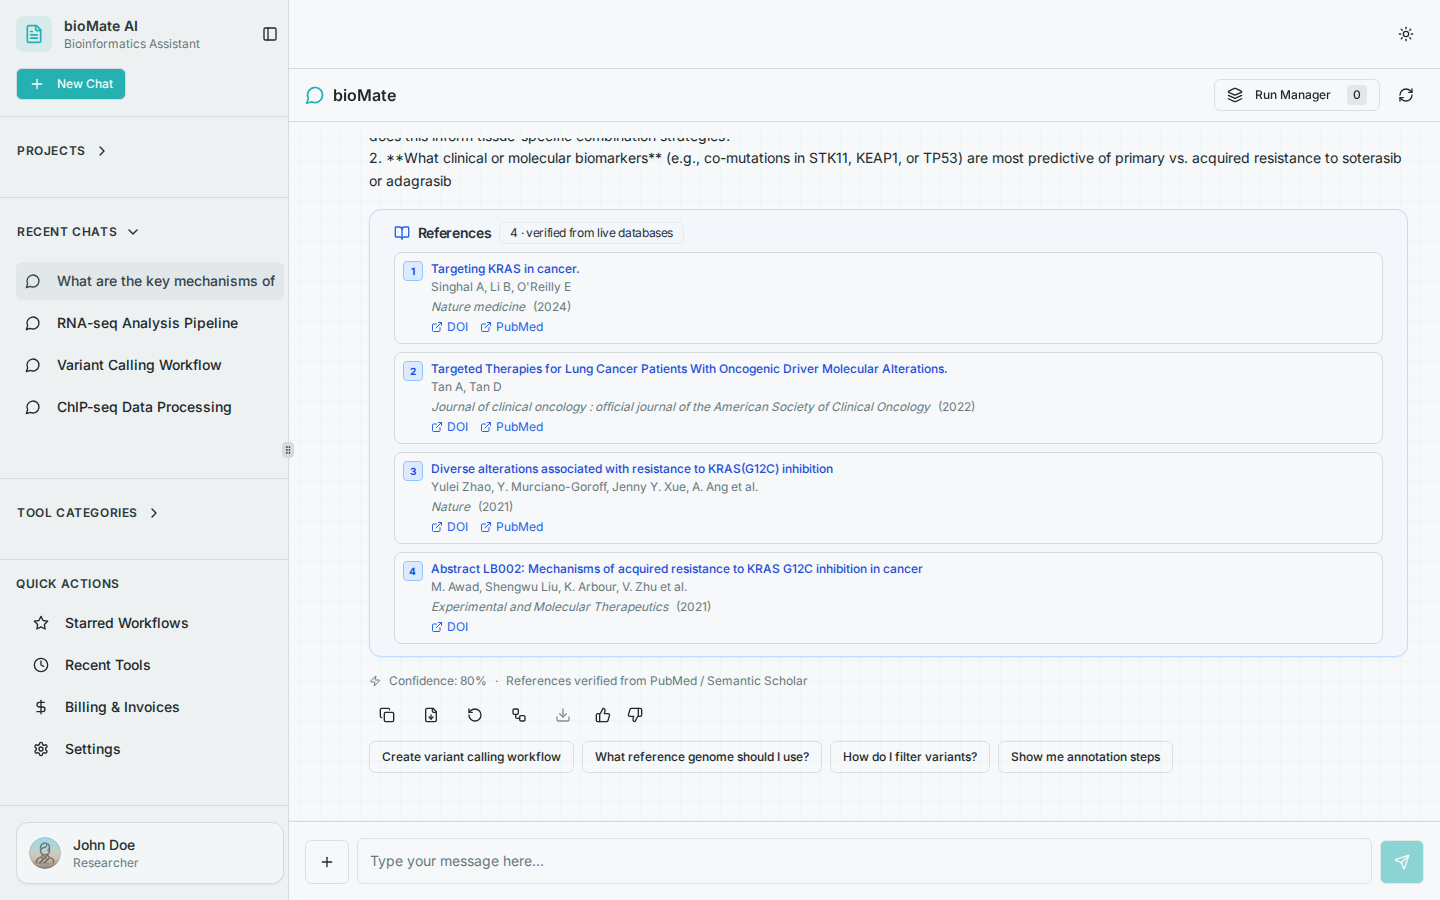 bioMate AI
Bioinformatics Assistant
New Chat
PROJECTS
RECENT CHATS
What are the key mechanisms of
RNA-seq Analysis Pipeline
Variant Calling Workflow
ChIP-seq Data Processing
TOOL CATEGORIES
QUICK ACTIONS
Starred Workflows
Recent Tools
Billing & Invoices
Settings
John Doe
Researcher
bioMate
Run Manager 0
does this inform tissue-specific combination strategies?
2. **What clinical or molecular biomarkers** (e.g., co-mutations in STK11, KEAP1, or TP53) are most predictive of primary vs. acquired resistance to soterasib
or adagrasib
References 4 · verified from live databases
1 Targeting KRAS in cancer.
Singhal A, Li B, O'Reilly E
Nature medicine (2024)
DOI PubMed
2 Targeted Therapies for Lung Cancer Patients With Oncogenic Driver Molecular Alterations.
Tan A, Tan D
Journal of clinical oncology : official journal of the American Society of Clinical Oncology (2022)
DOI PubMed
3 Diverse alterations associated with resistance to KRAS(G12C) inhibition
Yulei Zhao, Y. Murciano-Goroff, Jenny Y. Xue, A. Ang et al.
Nature (2021)
DOI PubMed
4 Abstract LB002: Mechanisms of acquired resistance to KRAS G12C inhibition in cancer
M. Awad, Shengwu Liu, K. Arbour, V. Zhu et al.
Experimental and Molecular Therapeutics (2021)
DOI
Confidence: 80% · References verified from PubMed / Semantic Scholar
Create variant calling workflow
What reference genome should I use?
How do I filter variants?
Show me annotation steps
Type your message here...